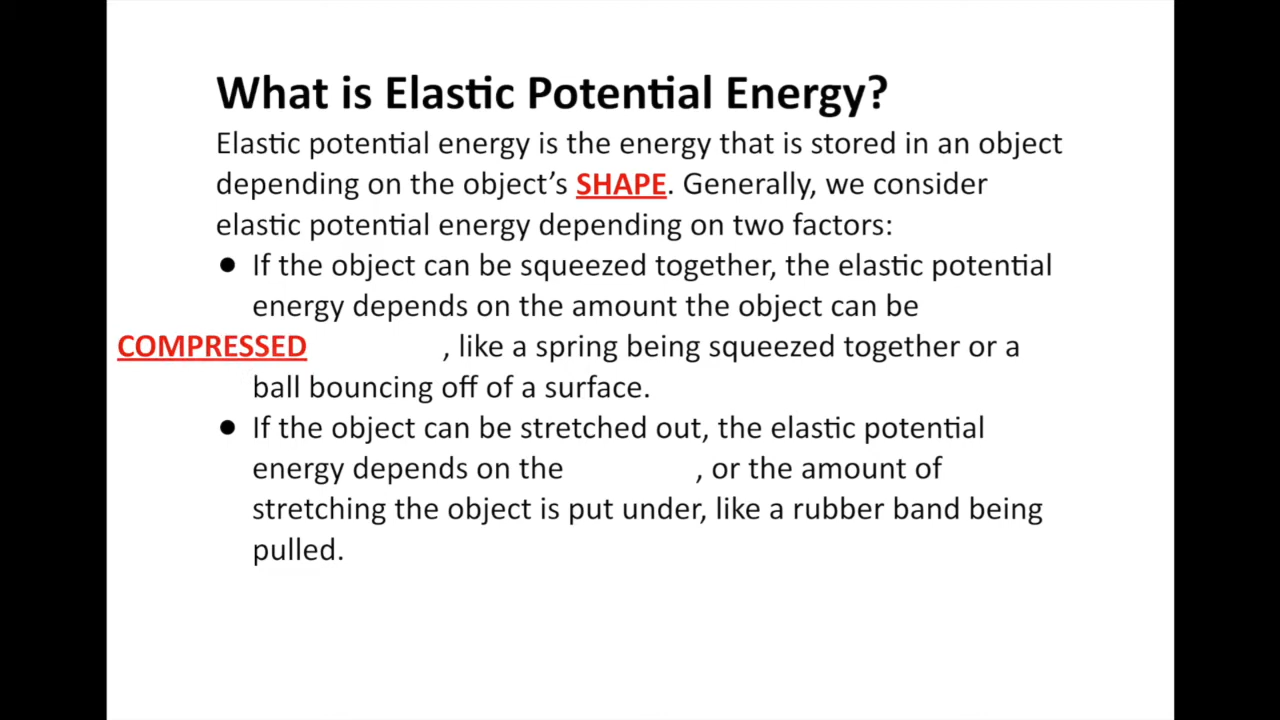 What is Elastic Potential Energy?
Elastic potential energy is the energy that is stored in an object
depending on the object’s SHAPE. Generally, we consider
elastic potential energy depending on two factors:
● If the object can be squeezed together, the elastic potential
energy depends on the amount the object can be
COMPRESSED , like a spring being squeezed together or a
ball bouncing off of a surface.
● If the object can be stretched out, the elastic potential
energy depends on the , or the amount of
stretching the object is put under, like a rubber band being
pulled.